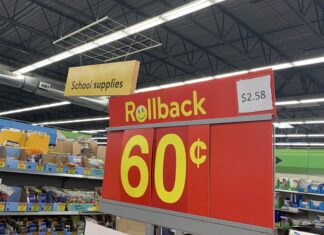 School supplies
Rollback
$2.58
60¢